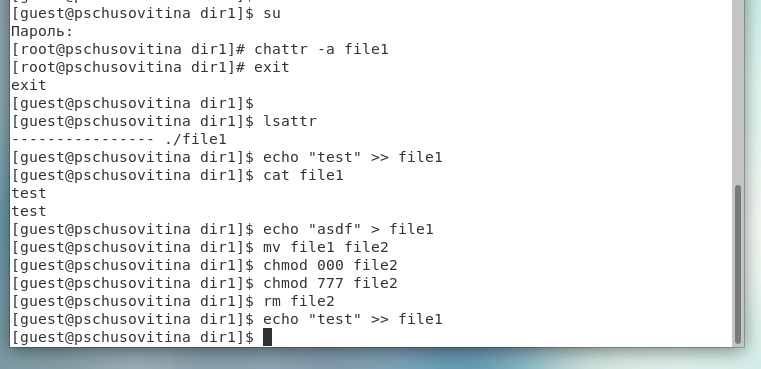 [guest@pschusovitina dir1]$ su
Пароль:
[root@pschusovitina dir1]# chattr -a file1
[root@pschusovitina dir1]# exit
exit
[guest@pschusovitina dir1]$
[guest@pschusovitina dir1]$ lsattr
---------------- ./file1
[guest@pschusovitina dir1]$ echo "test" >> file1
[guest@pschusovitina dir1]$ cat file1
test
test
[guest@pschusovitina dir1]$ echo "asdf" > file1
[guest@pschusovitina dir1]$ mv file1 file2
[guest@pschusovitina dir1]$ chmod 000 file2
[guest@pschusovitina dir1]$ chmod 777 file2
[guest@pschusovitina dir1]$ rm file2
[guest@pschusovitina dir1]$ echo "test" >> file1
[guest@pschusovitina dir1]$